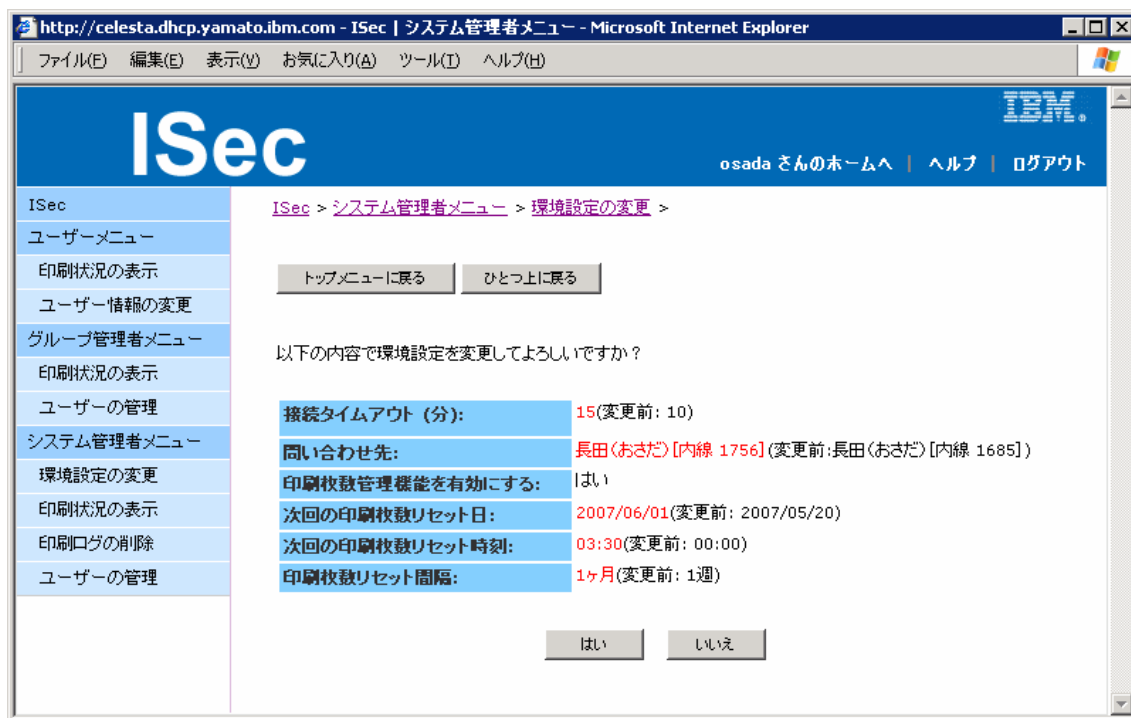 http://celesta.dhcp.yamato.ibm.com - ISec | システム管理者メニュー - Microsoft Internet Explorer
ファイル(F) 編集(E) 表示(V) お気に入り(A) ツール(T) ヘルプ(H)
IBM®
ISec
osada さんのホームへ | ヘルプ | ログアウト
ISec
ユーザーメニュー
印刷状況の表示
ユーザー情報の変更
グループ管理者メニュー
印刷状況の表示
ユーザーの管理
システム管理者メニュー
環境設定の変更
印刷状況の表示
印刷ログの削除
ユーザーの管理
ISec > システム管理者メニュー > 環境設定の変更 >
トップメニューに戻る ひとつ上に戻る
以下の内容で環境設定を変更してよろしいですか?
接続タイムアウト (分): 15(変更前: 10)
問い合わせ先: 長田(おさだ)[内線 1756](変更前:長田(おさだ)[内線 1685])
印刷枚数管理機能を有効にする: はい
次回の印刷枚数リセット日: 2007/06/01(変更前: 2007/05/20)
次回の印刷枚数リセット時刻: 03:30(変更前: 00:00)
印刷枚数リセット間隔: 1ヶ月(変更前: 1週)
はい いいえ